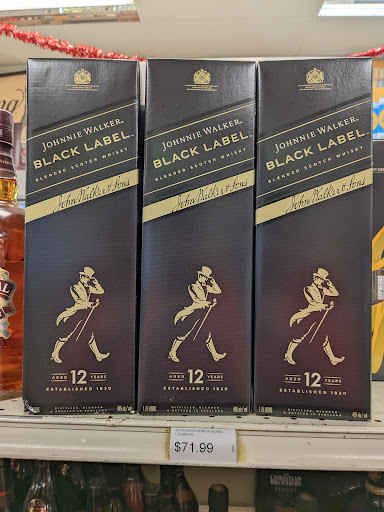 JOHNNIE WALKER
BLACK LABEL
BLENDED SCOTCH WHISKY
John Walker & Sons
AGED 12 YEARS
ESTABLISHED 1820
JOHNNIE WALKER
BLACK LABEL
BLENDED SCOTCH WHISKY
John Walker & Sons
AGED 12 YEARS
ESTABLISHED 1820
JOHNNIE WALKER
BLACK LABEL
BLENDED SCOTCH WHISKY
John Walker & Sons
AGED 12 YEARS
ESTABLISHED 1820
$71.99
CHRISTIAN
BROTHERS